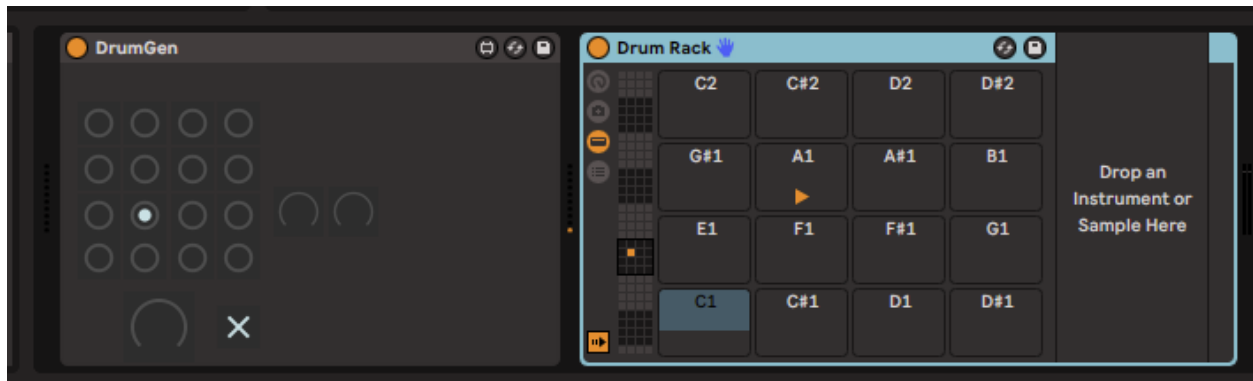 DrumGen
Drum Rack
C2 C#2 D2 D#2
G#1 A1 A#1 B1
E1 F1 F#1 G1
C1 C#1 D1 D#1
Drop an
Instrument or
Sample Here